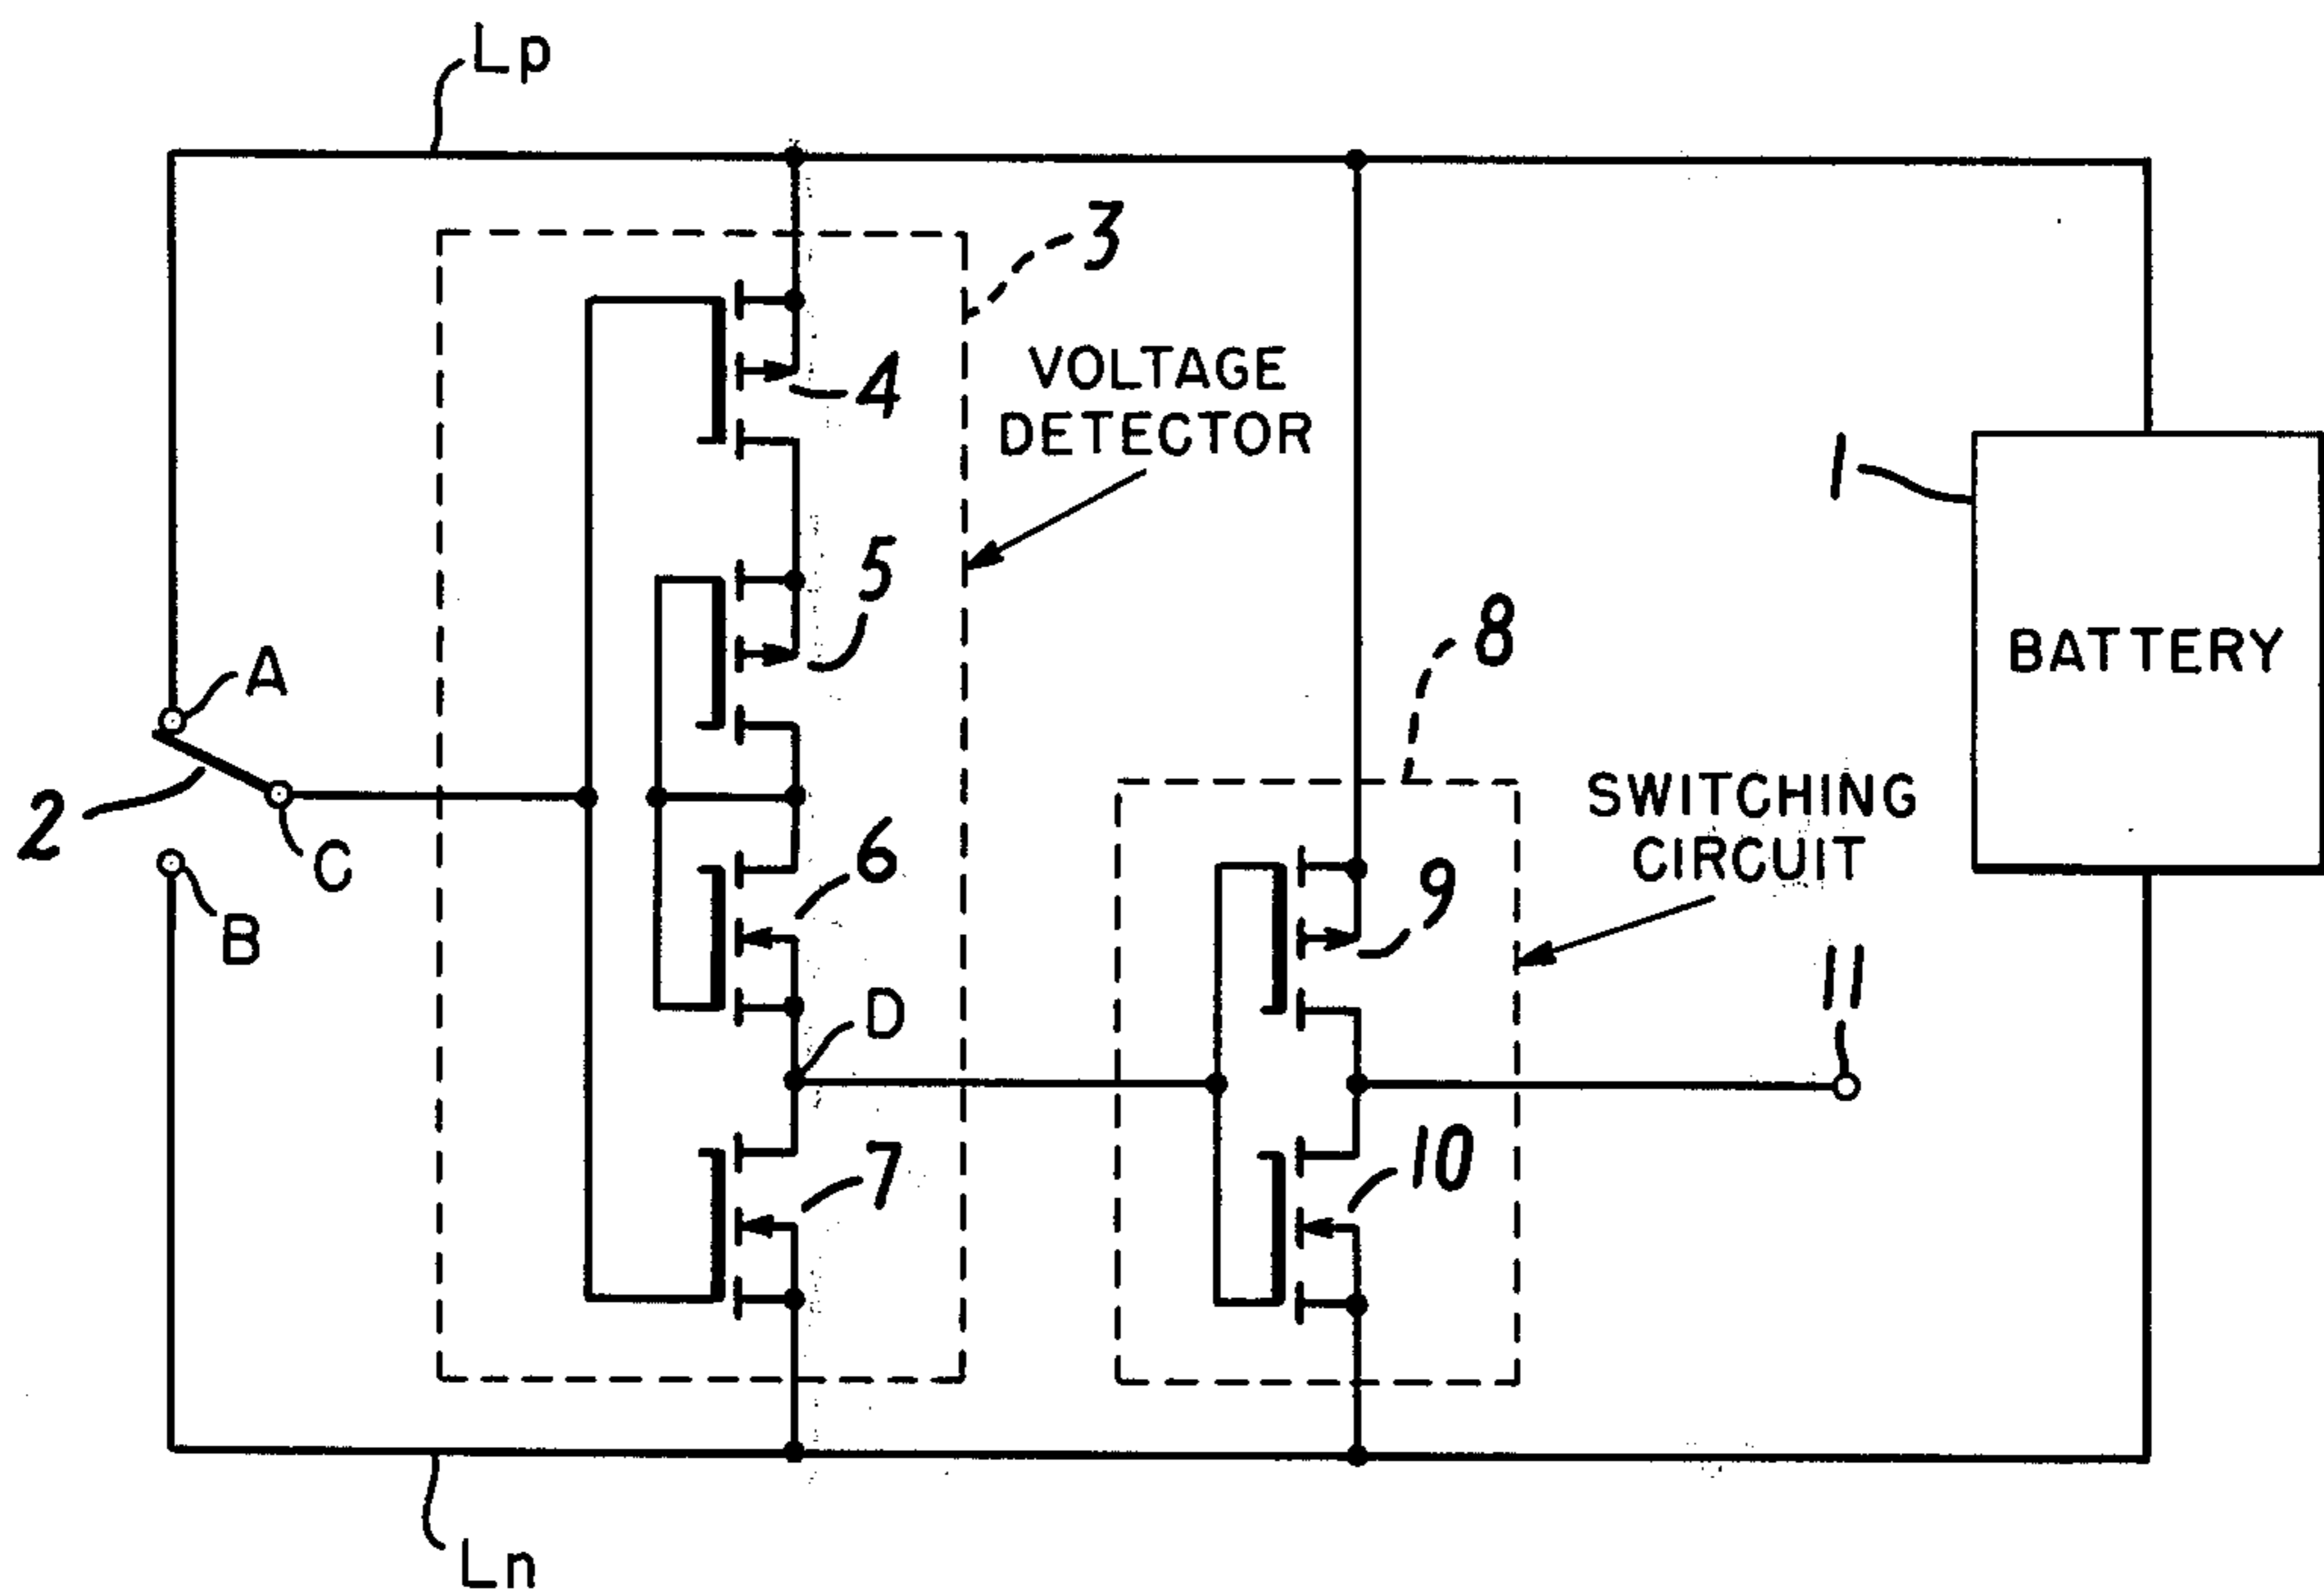 Lp
3
VOLTAGE
DETECTOR
4
1
5
8
BATTERY
A
2
C
B
6
SWITCHING
CIRCUIT
9
11
D
7
10
Ln